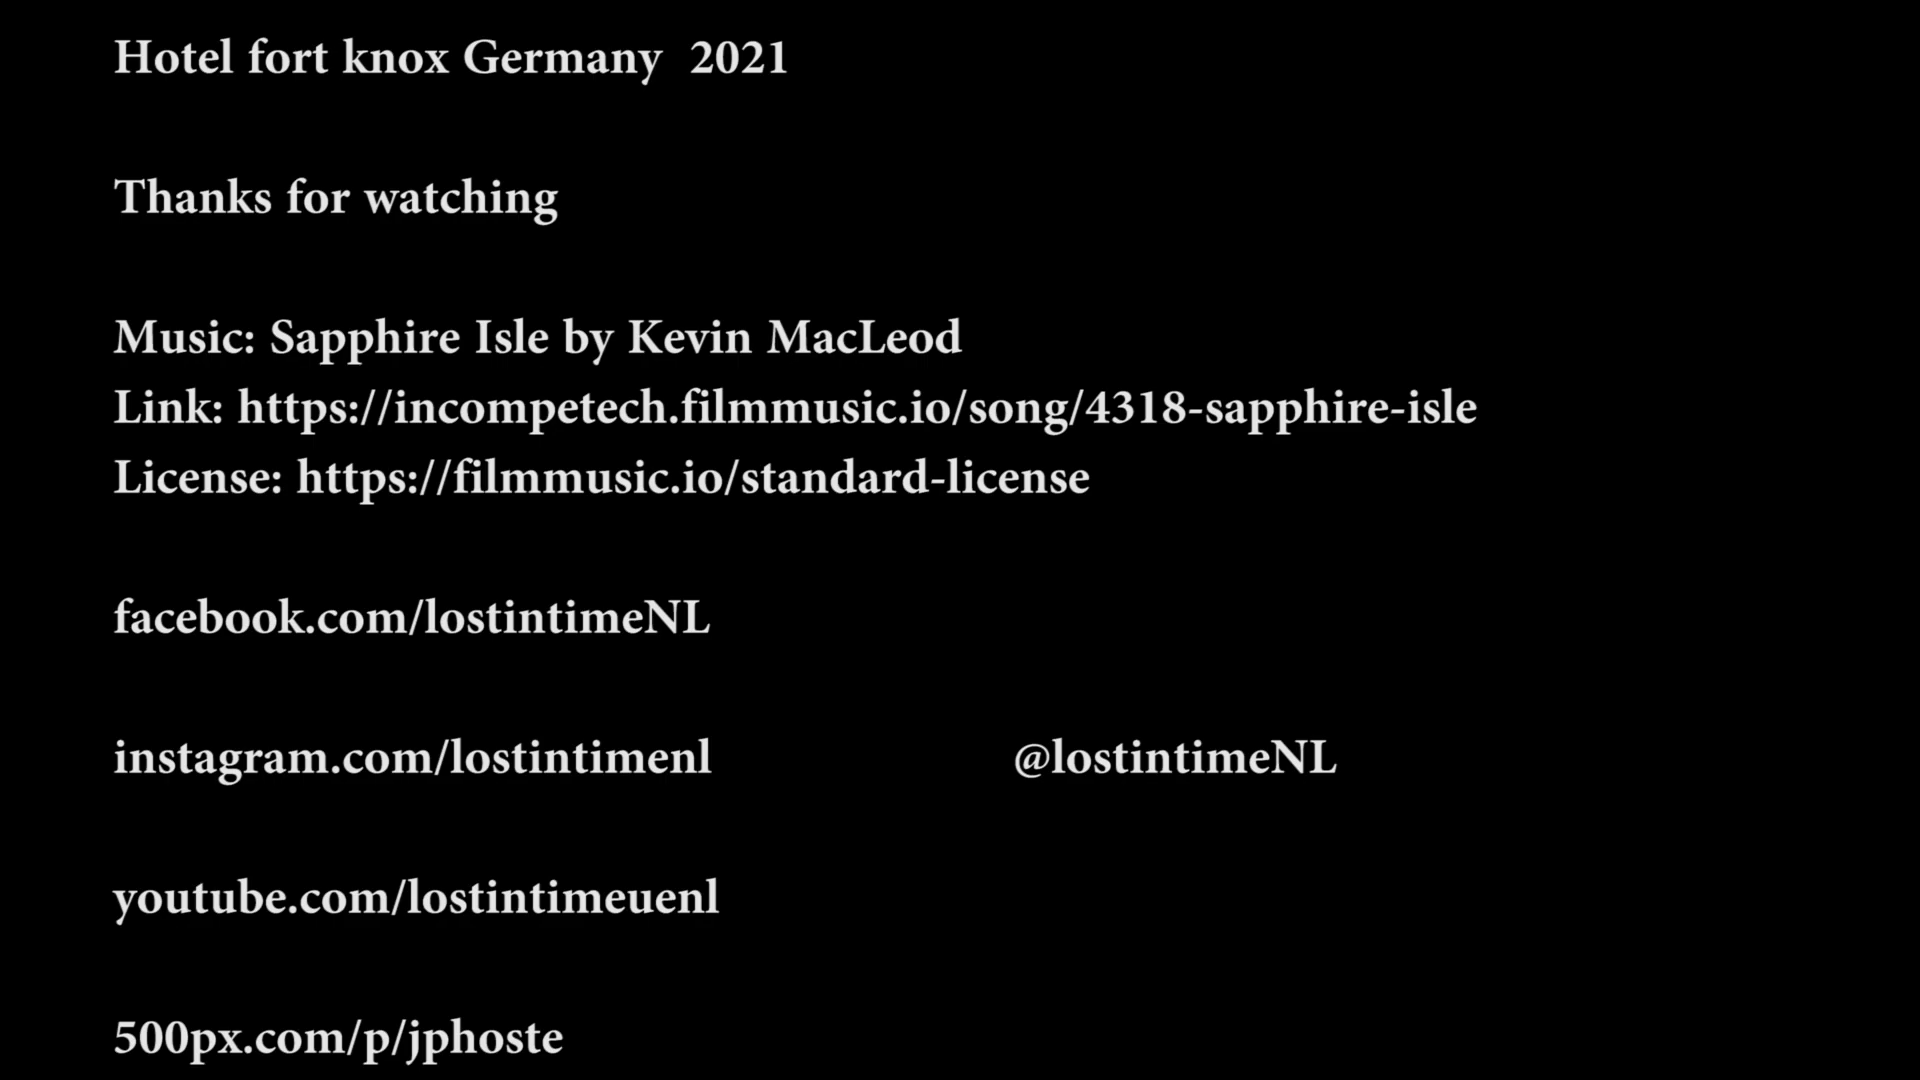 Hotel fort knox Germany  2021
Thanks for watching
Music: Sapphire Isle by Kevin MacLeod
Link: https://incompetech.filmmusic.io/song/4318-sapphire-isle
License: https://filmmusic.io/standard-license
facebook.com/lostintimeNL
instagram.com/lostintimenl @lostintimeNL
youtube.com/lostintimeuenl
500px.com/p/jphoste